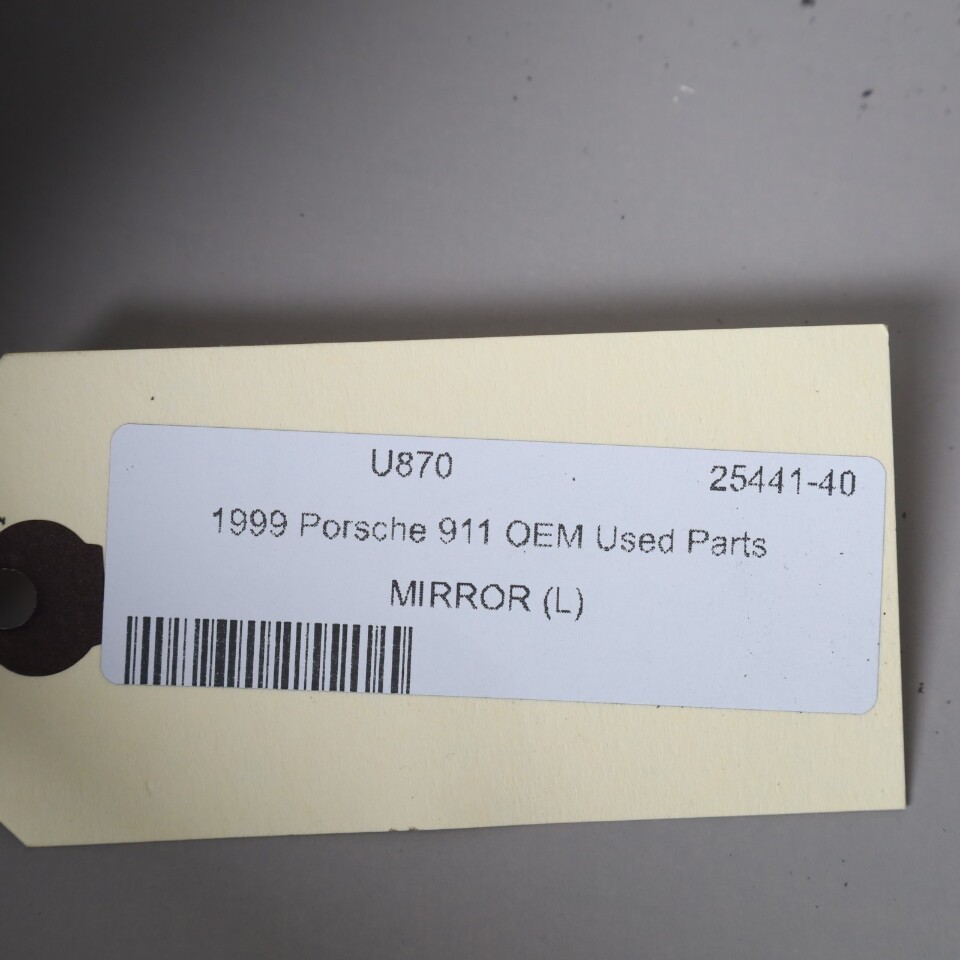 U870 25441-40
1999 Porsche 911 OEM Used Parts
MIRROR (L)